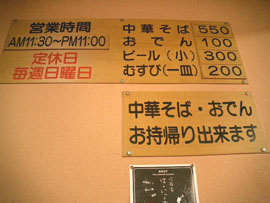 営業時間
AM11:30～PM11:00
定休日
毎週日曜日
中華そば 550
おでん 100
ビール(小) 300
むすび(一皿) 200
中華そば・おでん
お持帰り出来ます